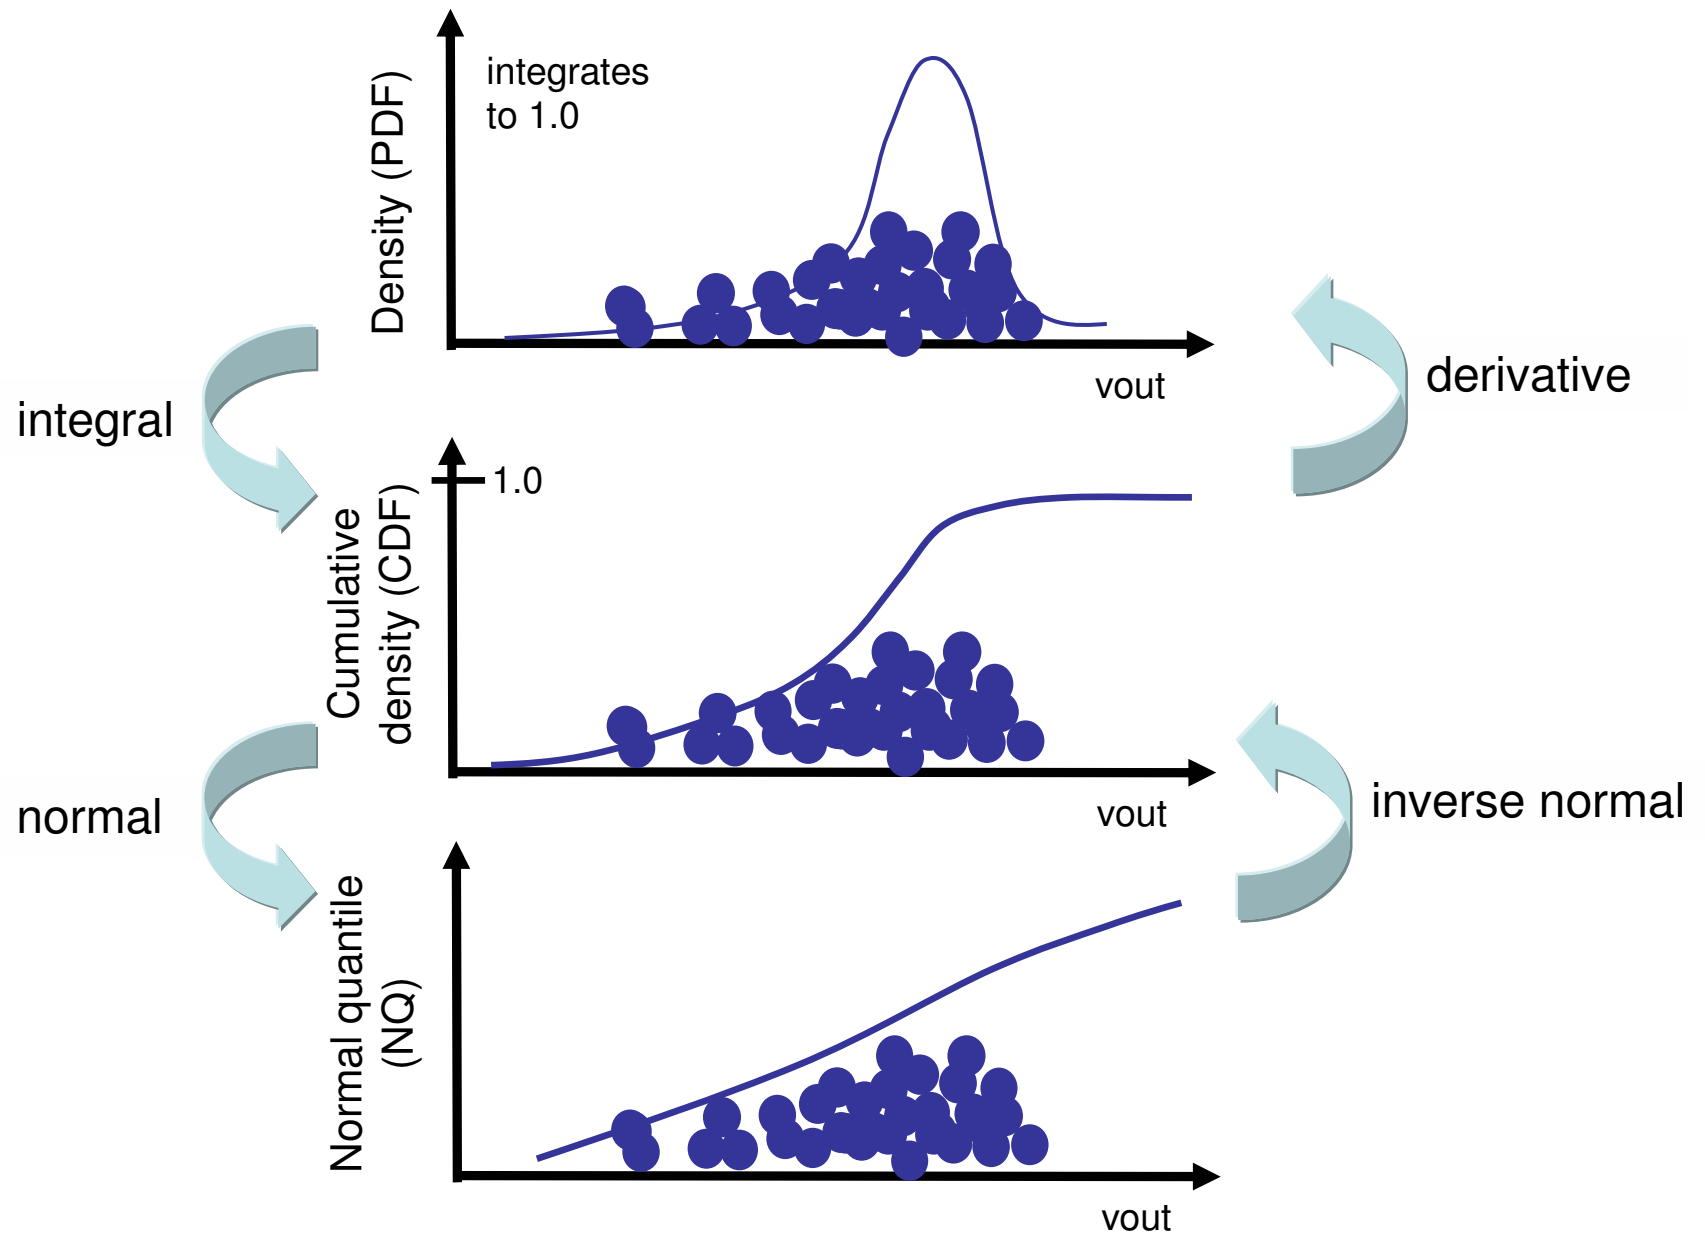 integrates
to 1.0
Density (PDF)
vout
integral
derivative
1.0
Cumulative
density (CDF)
vout
normal
inverse normal
Normal quantile
(NQ)
vout